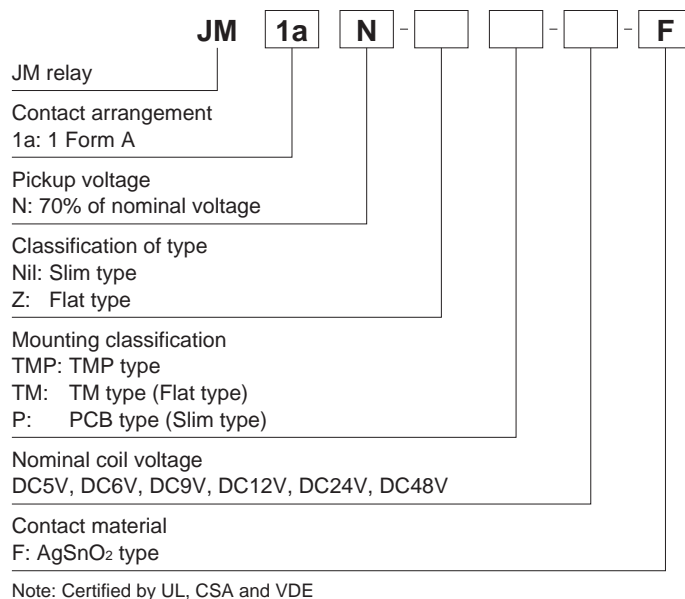 JM 1a N - - - F
JM relay
Contact arrangement
1a: 1 Form A
Pickup voltage
N: 70% of nominal voltage
Classification of type
Nil: Slim type
Z: Flat type
Mounting classification
TMP: TMP type
TM: TM type (Flat type)
P: PCB type (Slim type)
Nominal coil voltage
DC5V, DC6V, DC9V, DC12V, DC24V, DC48V
Contact material
F: AgSnO2 type
Note: Certified by UL, CSA and VDE